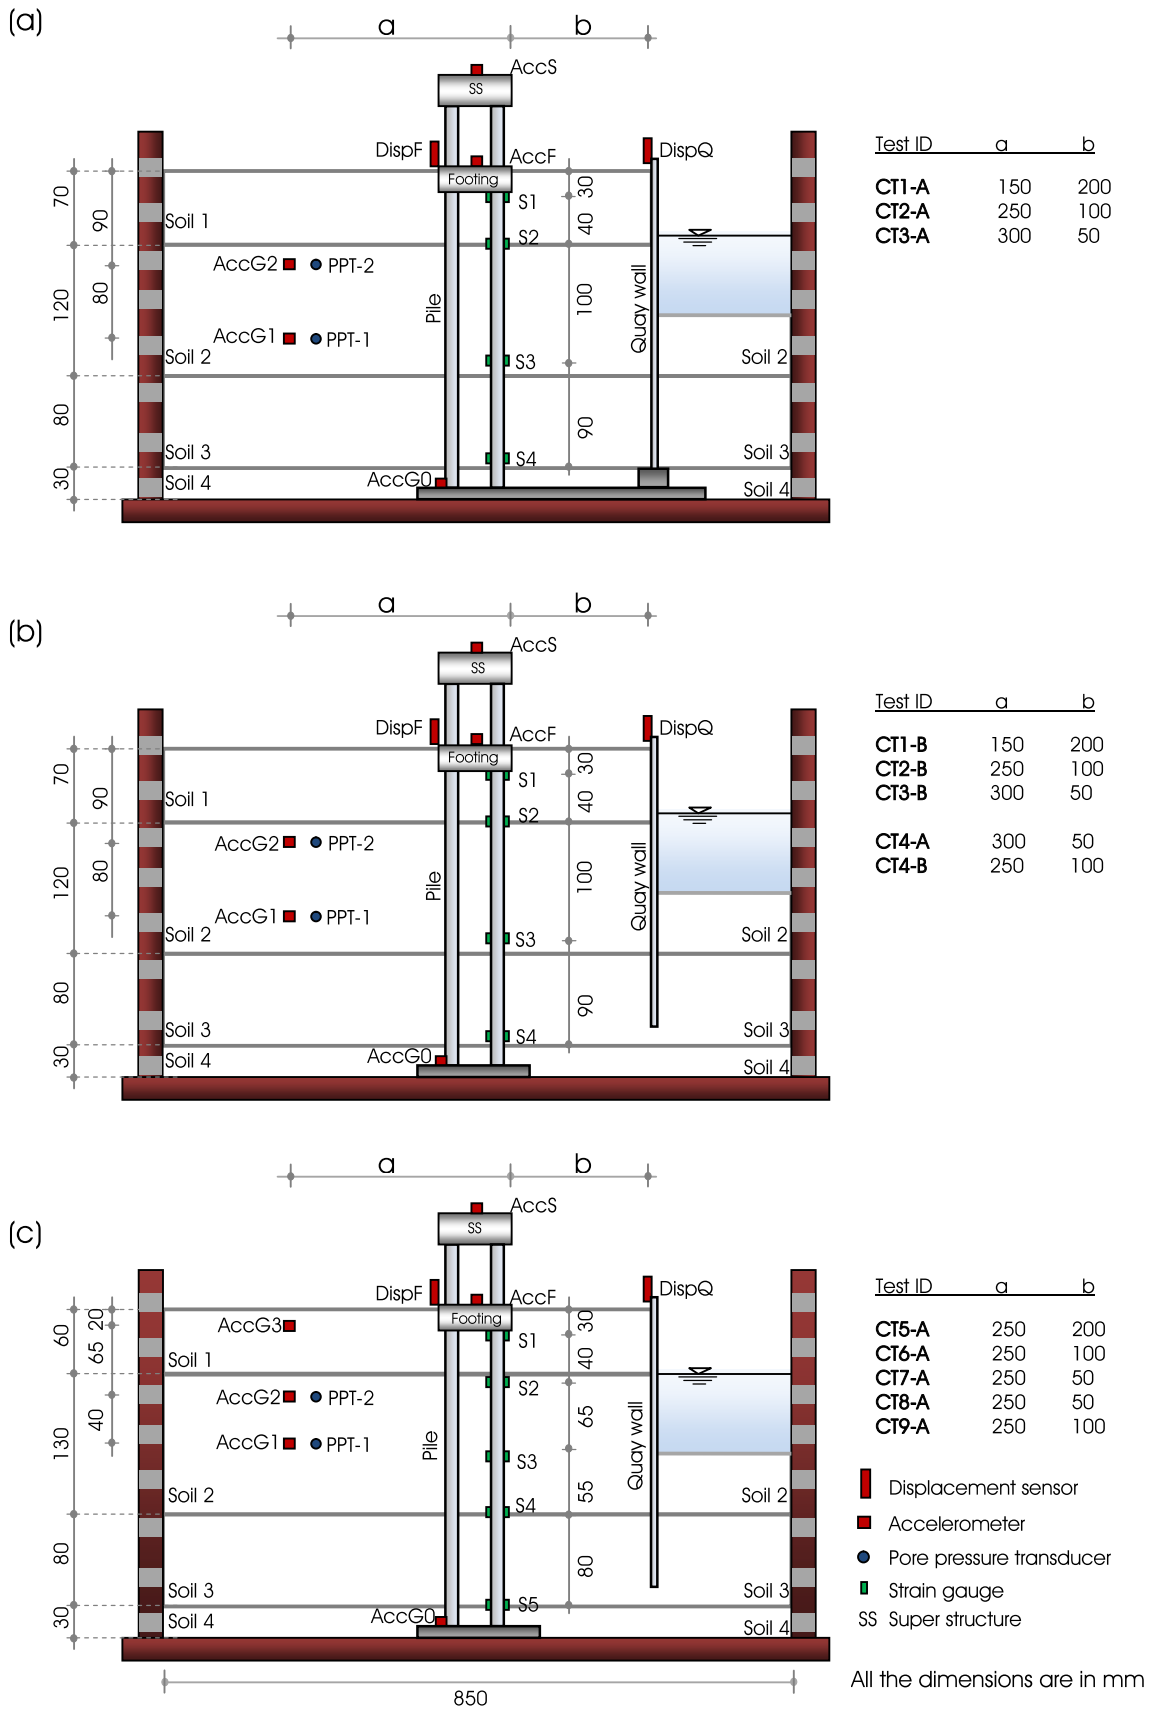 (a)
a b
AccS
SS
DispF AccF DispQ
Footing
70 90 30
S1
Soil 1 40
S2
AccG2 PPT-2
80 120 100
Pile Quay wall
AccG1 PPT-1
Soil 2 S3 Soil 2
80 90
Soil 3 S4 Soil 3
30 Soil 4 AccG0 Soil 4
Test ID a b
CT1-A 150 200
CT2-A 250 100
CT3-A 300 50
(b)
a b
AccS
SS
DispF AccF DispQ
Footing
70 90 30
S1
Soil 1 40
S2
AccG2 PPT-2
80 120 100
Pile Quay wall
AccG1 PPT-1
Soil 2 S3 Soil 2
80 90
Soil 3 S4 Soil 3
30 Soil 4 AccG0 Soil 4
Test ID a b
CT1-B 150 200
CT2-B 250 100
CT3-B 300 50
CT4-A 300 50
CT4-B 250 100
(c)
a b
AccS
SS
DispF AccF DispQ
Footing
60 20 AccG3 30
S1
65 Soil 1 40
S2
AccG2 PPT-2
40 65
130 AccG1 PPT-1
Pile Quay wall
S3
Soil 2 S4 55 Soil 2
80 80
Soil 3 S5 Soil 3
30 Soil 4 AccG0 Soil 4
850
Test ID a b
CT5-A 250 200
CT6-A 250 100
CT7-A 250 50
CT8-A 250 50
CT9-A 250 100
Displacement sensor
Accelerometer
Pore pressure transducer
Strain gauge
SS Super structure
All the dimensions are in mm